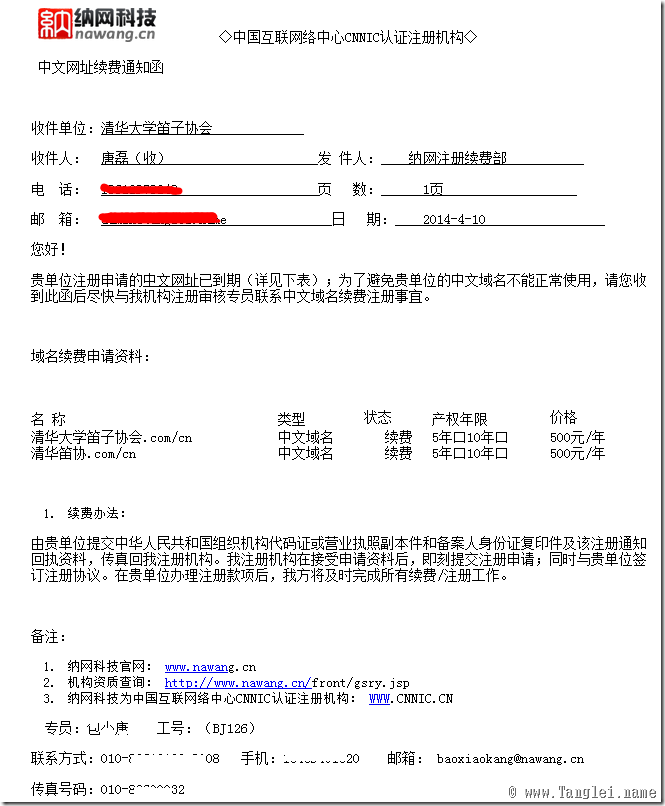 纳网科技
nawang.cn
◇中国互联网络中心CNNIC认证注册机构◇
中文网址续费通知函
收件单位：清华大学笛子协会
收件人： 唐磊（收） 发 件人： 纳网注册续费部
电 话： 页 数： 1页
邮 箱： 日 期： 2014-4-10
您好！
贵单位注册申请的中文网址已到期（详见下表）；为了避免贵单位的中文域名不能正常使用，请您收
到此函后尽快与我机构注册审核专员联系中文域名续费注册事宜。
域名续费申请资料：
名 称 类型 状态 产权年限 价格
清华大学笛子协会.com/cn 中文域名 续费 5年口10年口 500元/年
清华笛协.com/cn 中文域名 续费 5年口10年口 500元/年
1. 续费办法：
由贵单位提交中华人民共和国组织机构代码证或营业执照副本件和备案人身份证复印件及该注册通知
回执资料，传真回我注册机构。我注册机构在接受申请资料后，即刻提交注册申请；同时与贵单位签
订注册协议。在贵单位办理注册款项后，我方将及时完成所有续费/注册工作。
备注：
1. 纳网科技官网： www.nawang.cn
2. 机构资质查询： http://www.nawang.cn/front/gsry.jsp
3. 纳网科技为中国互联网络中心CNNIC认证注册机构： WWW.CNNIC.CN
专员： 工号：（BJ126）
联系方式：010- 手机： 邮箱： baoxiaokang@nawang.cn
传真号码：010-
© www.Tanglei.name